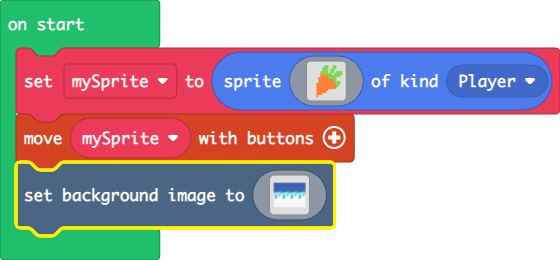 on start
set mySprite to sprite of kind Player
move mySprite with buttons
set background image to